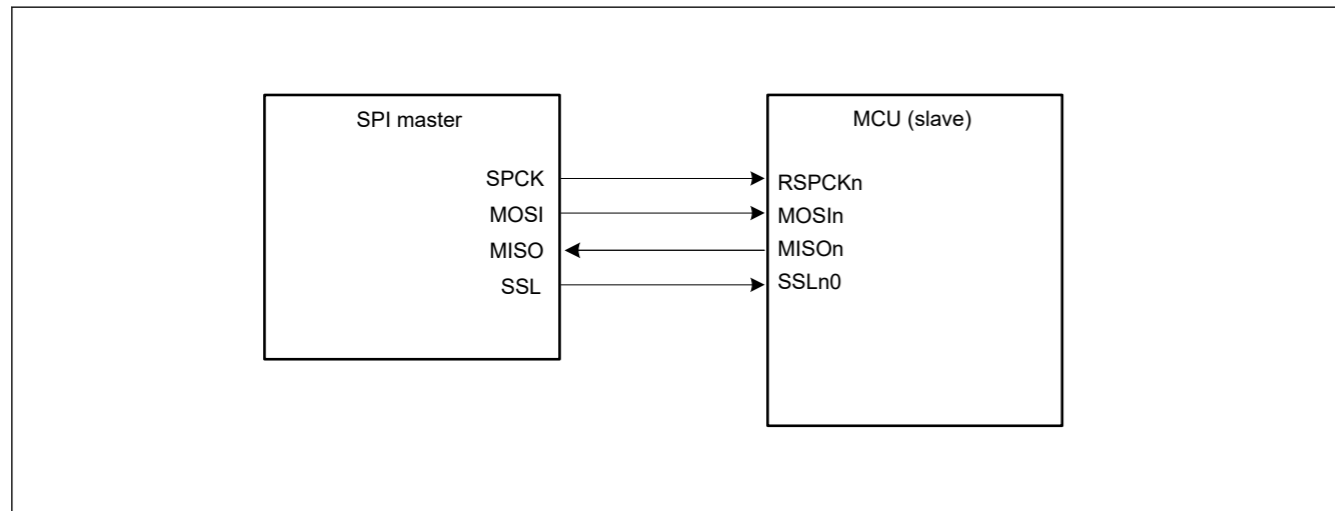 SPI master
SPCK
MOSI
MISO
SSL
MCU (slave)
RSPCKn
MOSIn
MISOn
SSLn0